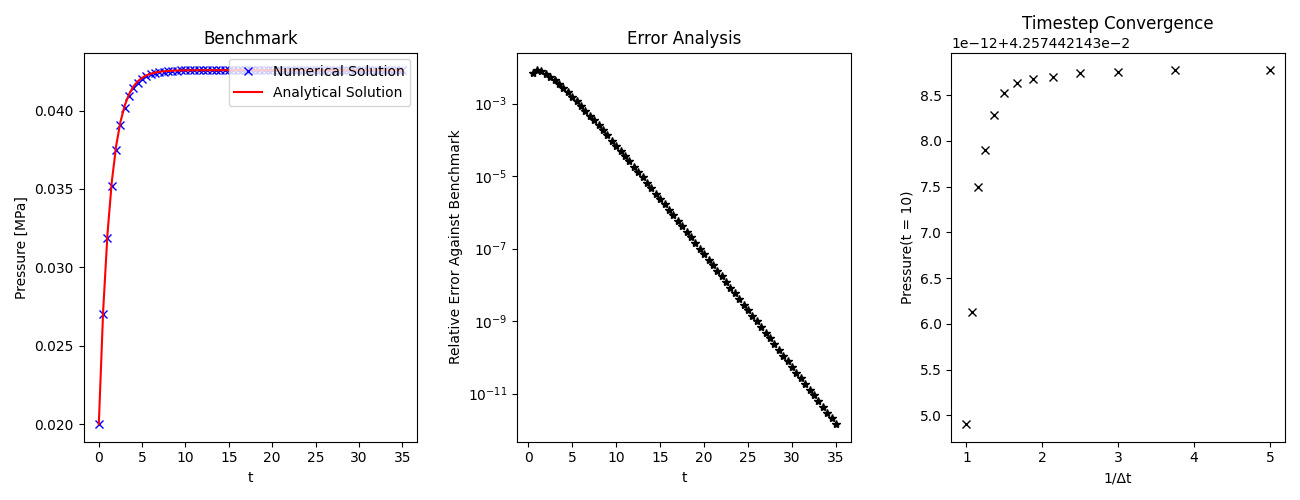 Benchmark
Numerical Solution
Analytical Solution
0.040
0.035
0.030
0.025
0.020
Pressure [MPa]
0 5 10 15 20 25 30 35
t
Error Analysis
10⁻³
10⁻⁵
10⁻⁷
10⁻⁹
10⁻¹¹
Relative Error Against Benchmark
0 5 10 15 20 25 30 35
t
Timestep Convergence
1e−12+4.257442143e−2
8.5
8.0
7.5
7.0
6.5
6.0
5.5
5.0
Pressure(t = 10)
1 2 3 4 5
1/Δt